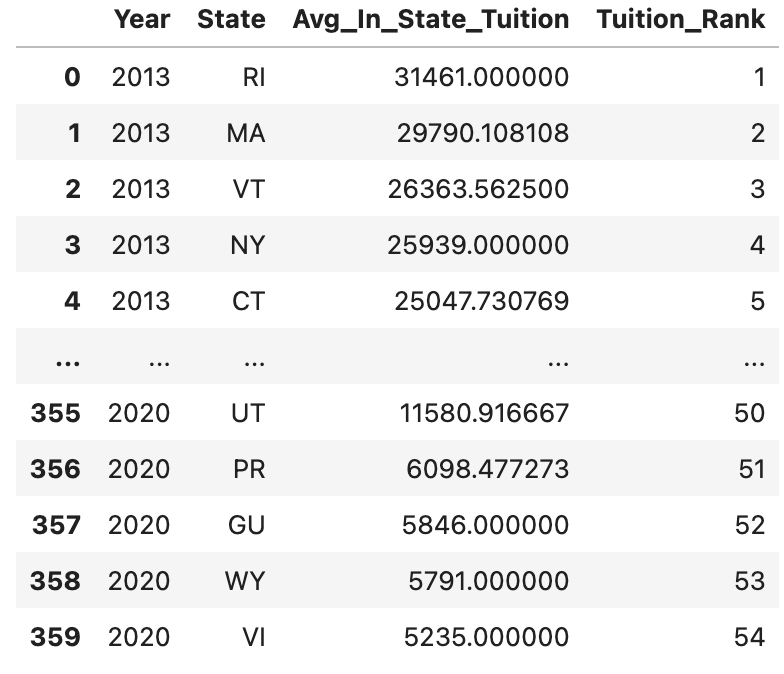 Year State Avg_In_State_Tuition Tuition_Rank
0 2013 RI 31461.000000 1
1 2013 MA 29790.108108 2
2 2013 VT 26363.562500 3
3 2013 NY 25939.000000 4
4 2013 CT 25047.730769 5
... ... ... ... ...
355 2020 UT 11580.916667 50
356 2020 PR 6098.477273 51
357 2020 GU 5846.000000 52
358 2020 WY 5791.000000 53
359 2020 VI 5235.000000 54